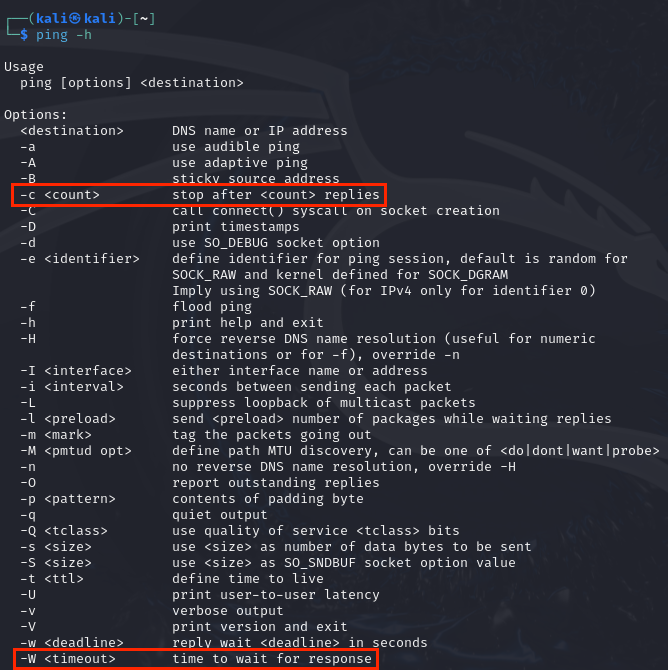 ┌──(kali㉿kali)-[~]
└─$ ping -h
Usage
ping [options] <destination>
Options:
<destination> DNS name or IP address
-a use audible ping
-A use adaptive ping
-B sticky source address
-c <count> stop after <count> replies
-C call connect() syscall on socket creation
-D print timestamps
-d use SO_DEBUG socket option
-e <identifier> define identifier for ping session, default is random for
SOCK_RAW and kernel defined for SOCK_DGRAM
Imply using SOCK_RAW (for IPv4 only for identifier 0)
-f flood ping
-h print help and exit
-H force reverse DNS name resolution (useful for numeric
destinations or for -f), override -n
-I <interface> either interface name or address
-i <interval> seconds between sending each packet
-L suppress loopback of multicast packets
-l <preload> send <preload> number of packages while waiting replies
-m <mark> tag the packets going out
-M <pmtud opt> define path MTU discovery, can be one of <do|dont|want|probe>
-n no reverse DNS name resolution, override -H
-O report outstanding replies
-p <pattern> contents of padding byte
-q quiet output
-Q <tclass> use quality of service <tclass> bits
-s <size> use <size> as number of data bytes to be sent
-S <size> use <size> as SO_SNDBUF socket option value
-t <ttl> define time to live
-U print user-to-user latency
-v verbose output
-V print version and exit
-w <deadline> reply wait <deadline> in seconds
-W <timeout> time to wait for response